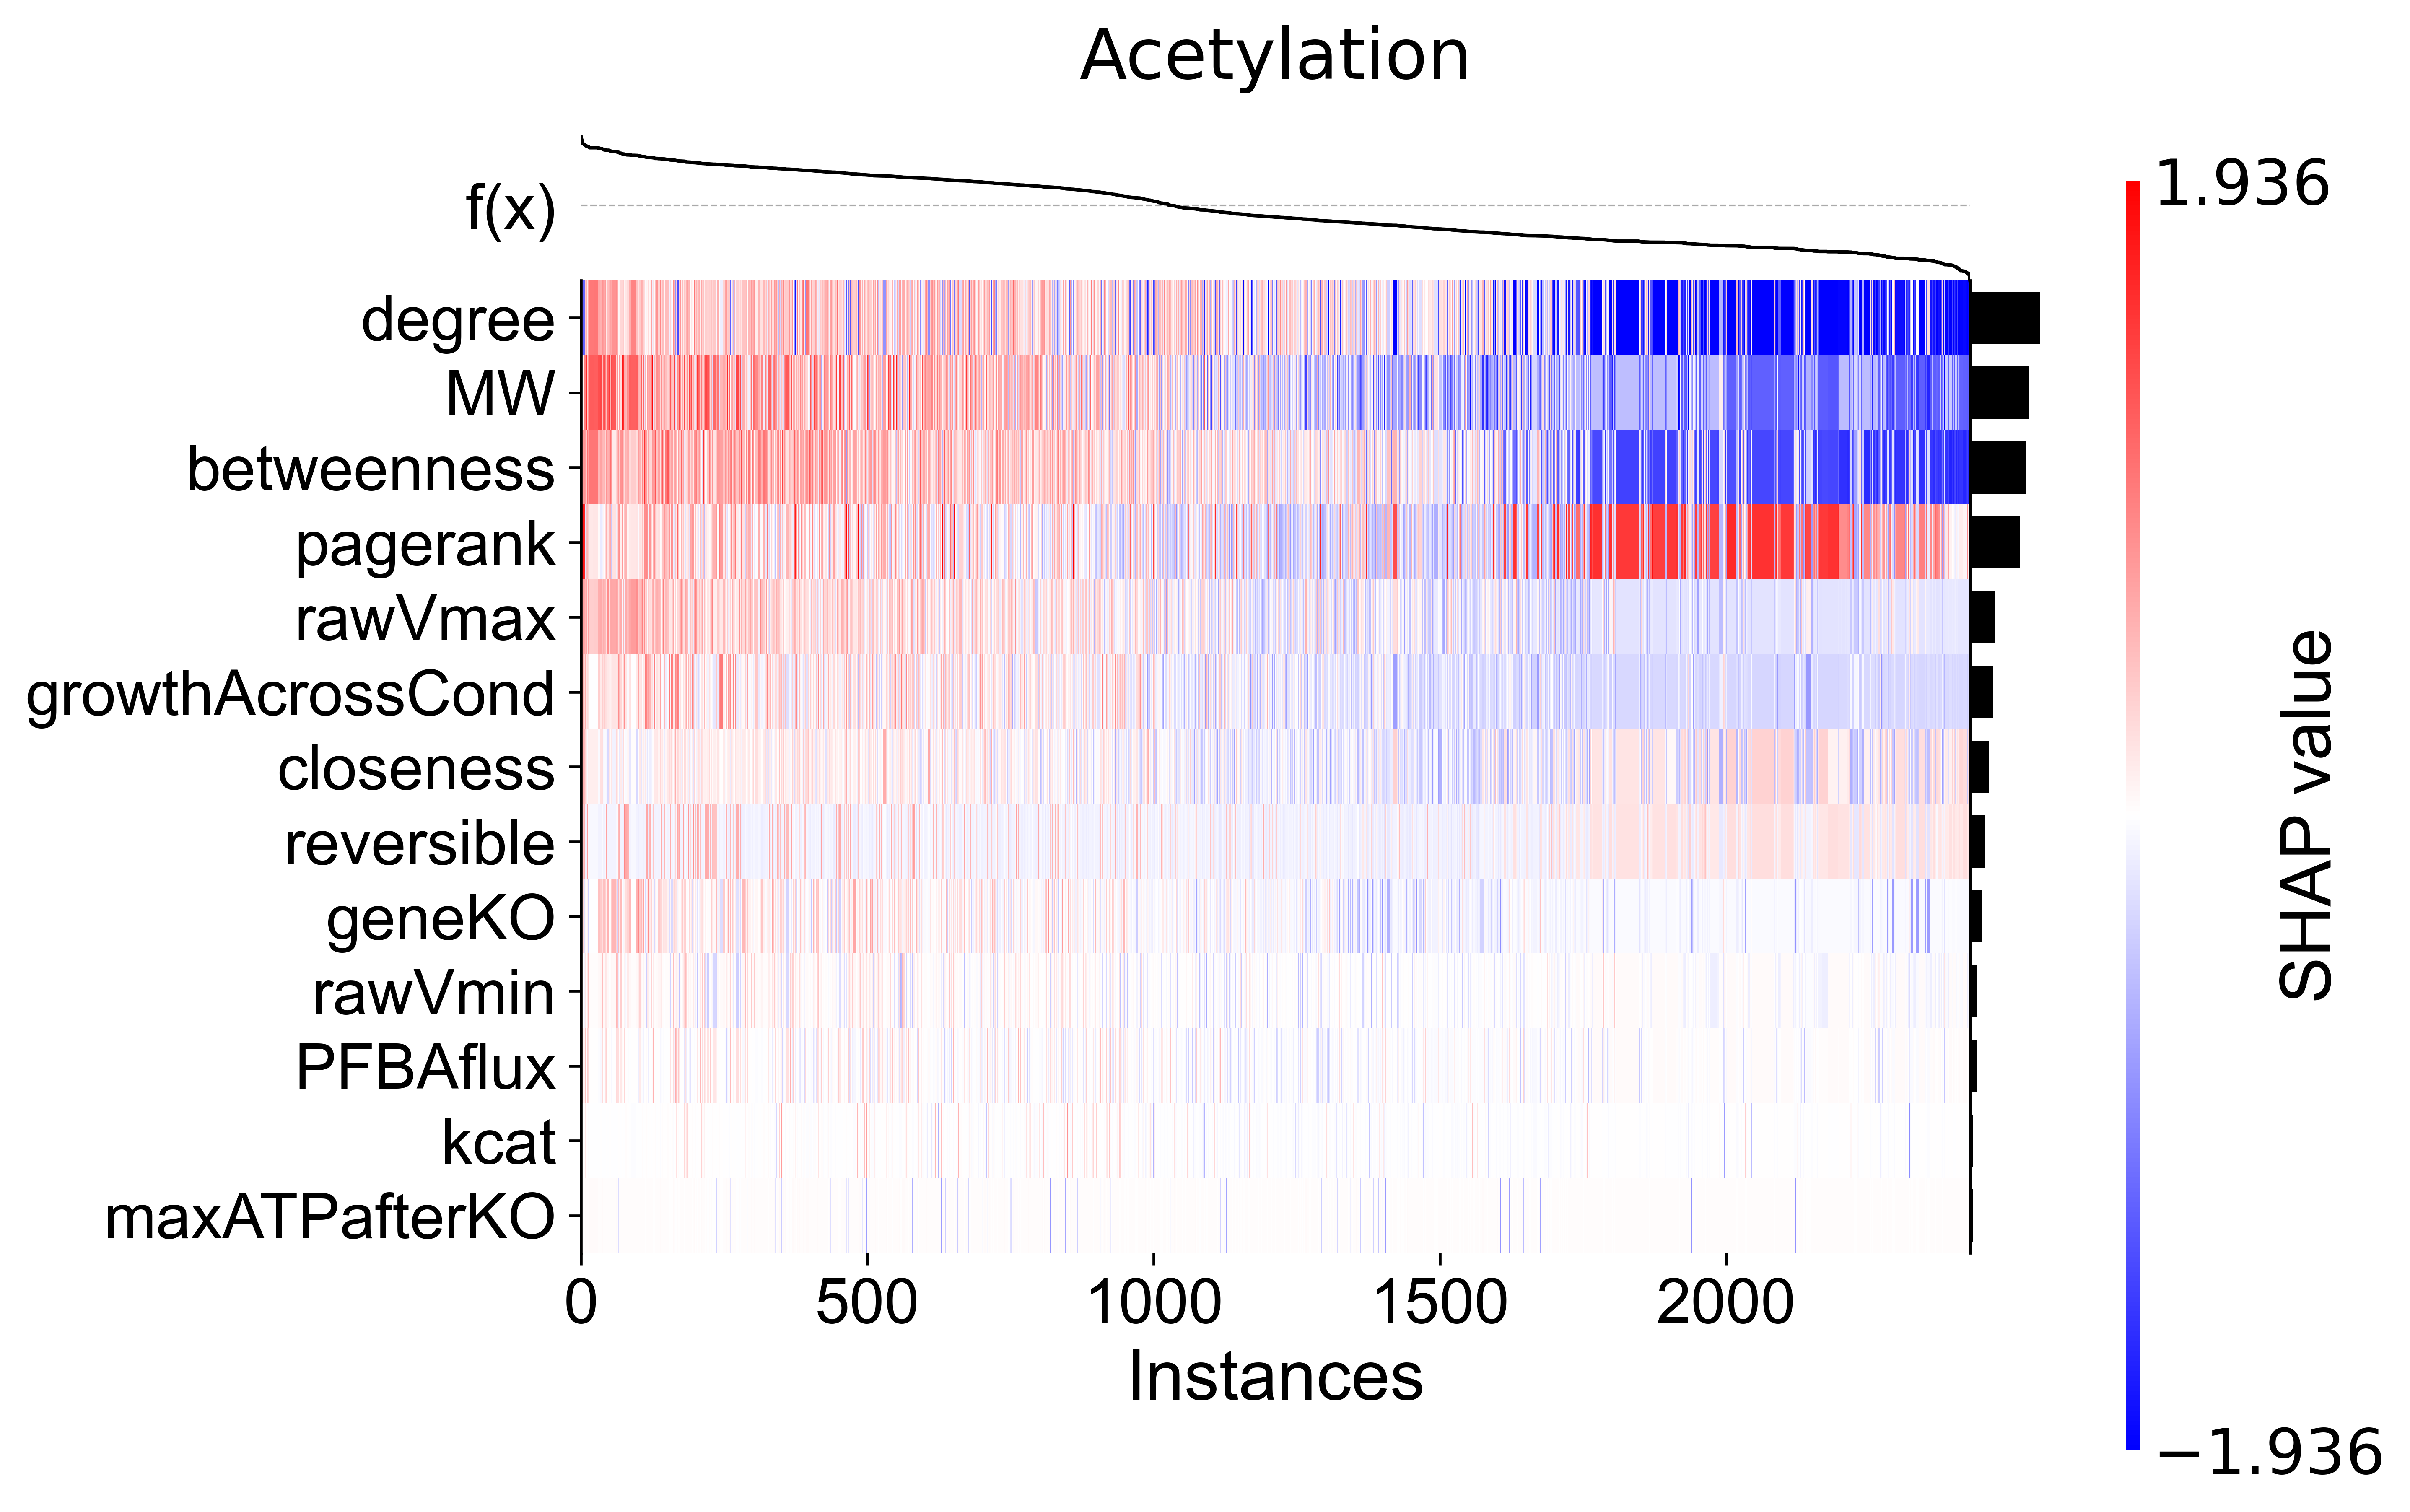 Acetylation
f(x)
degree
MW
betweenness
pagerank
rawVmax
growthAcrossCond
closeness
reversible
geneKO
rawVmin
PFBAflux
kcat
maxATPafterKO
0 500 1000 1500 2000
Instances
1.936
SHAP value
−1.936